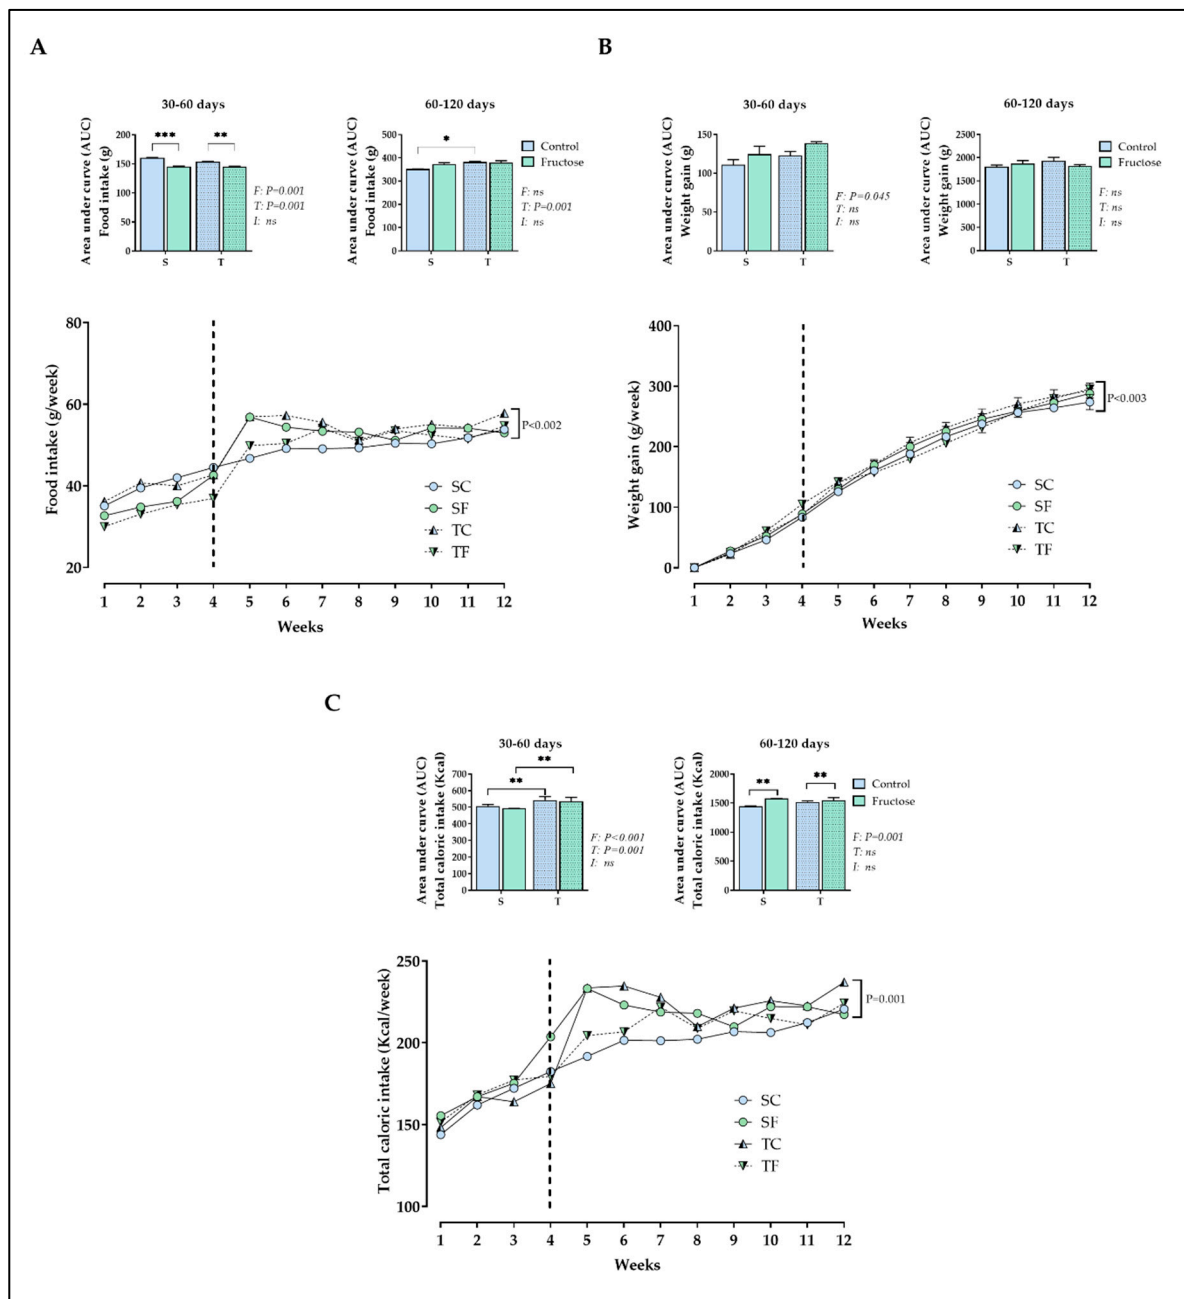 A
B
30-60 days
60-120 days
30-60 days
60-120 days
Area under curve (AUC)
Food intake (g)
200
150
100
50
0
***
**
S
T
F: P=0.001
T: P=0.001
I: ns
Area under curve (AUC)
Food intake (g)
500
400
300
200
100
0
*
S
T
Control
Fructose
F: ns
T: P=0.001
I: ns
Area under curve (AUC)
Weight gain (g)
150
100
50
0
S
T
F: P=0.045
T: ns
I: ns
Area under curve (AUC)
Weight gain (g)
2500
2000
1750
1500
1000
500
0
S
T
Control
Fructose
F: ns
T: ns
I: ns
Food intake (g/week)
80
60
40
20
P<0.002
SC
SF
TC
TF
1 2 3 4 5 6 7 8 9 10 11 12
Weeks
Weight gain (g/week)
400
300
200
100
0
P<0.003
SC
SF
TC
TF
1 2 3 4 5 6 7 8 9 10 11 12
Weeks
C
30-60 days
60-120 days
Area under curve (AUC)
Total caloric intake (Kcal)
700
600
500
400
300
200
100
0
**
**
S
T
F: P<0.001
T: P=0.001
I: ns
Area under curve (AUC)
Total caloric intake (Kcal)
2000
1500
1000
500
0
**
**
S
T
Control
Fructose
F: P=0.001
T: ns
I: ns
Total caloric intake (Kcal/week)
250
200
150
100
P=0.001
SC
SF
TC
TF
1 2 3 4 5 6 7 8 9 10 11 12
Weeks